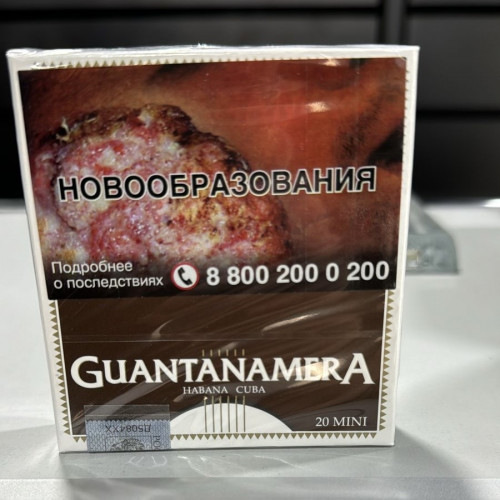 НОВООБРАЗОВАНИЯ
Подробнее
о последствиях
8 800 200 0 200
GUANTANAMERA
HABANA CUBA
20 MINI